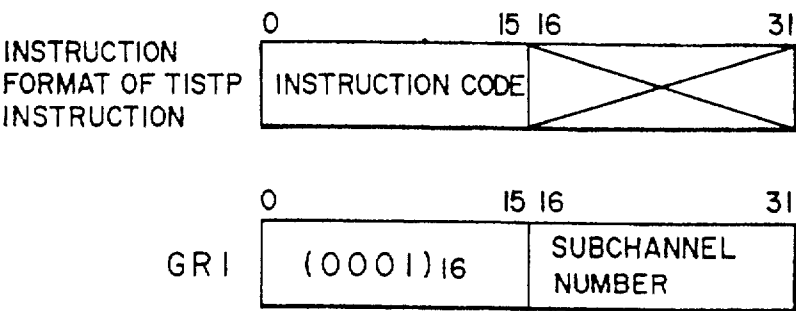 0 15 16 31
INSTRUCTION
FORMAT OF TISTP
INSTRUCTION
INSTRUCTION CODE
0 15 16 31
GR1
(0001)16
SUBCHANNEL
NUMBER